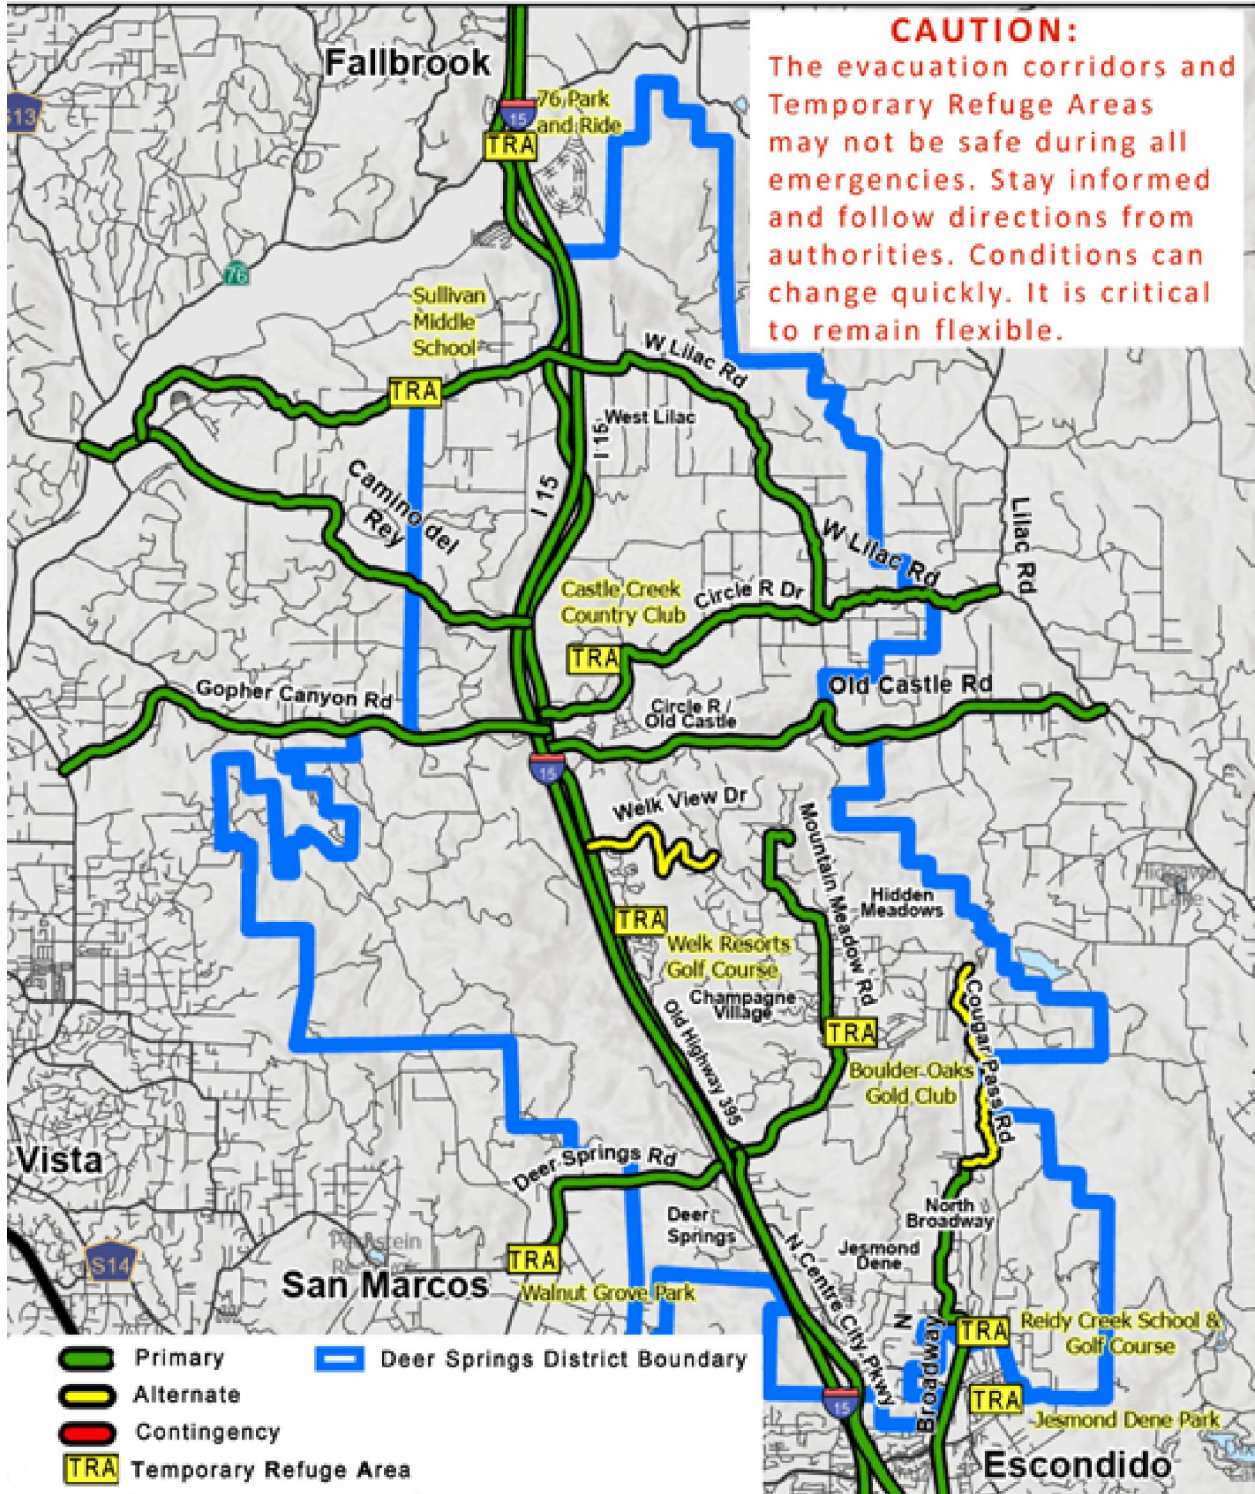 CAUTION:
The evacuation corridors and
Temporary Refuge Areas
may not be safe during all
emergencies. Stay informed
and follow directions from
authorities. Conditions can
change quickly. It is critical
to remain flexible.
Fallbrook
S13
15
76 Park
and Ride
TRA
76
Sullivan
Middle
School
TRA
W Lilac Rd
West Lilac
I 15
I 15
Camino del
Rey
Lilac Rd
W Lilac Rd
Castle Creek
Country Club
Circle R Dr
TRA
Gopher Canyon Rd
Old Castle Rd
Circle R /
Old Castle
15
Welk View Dr
Mountain Meadow Rd
Hidden
Meadows
Lake
TRA
Welk Resorts
Golf Course
Champagne
Village
Old Highway 395
Cougar Pass Rd
TRA
Boulder Oaks
Gold Club
Vista
Deer Springs Rd
Deer
Springs
North
Broadway
Jesmond
Dene
S14
San Marcos
TRA
Walnut Grove Park
N Centre City Pkwy
N
Broadway
TRA
Reidy Creek School &
Golf Course
TRA
Jesmond Dene Park
15
Escondido
Primary
Deer Springs District Boundary
Alternate
Contingency
TRA Temporary Refuge Area